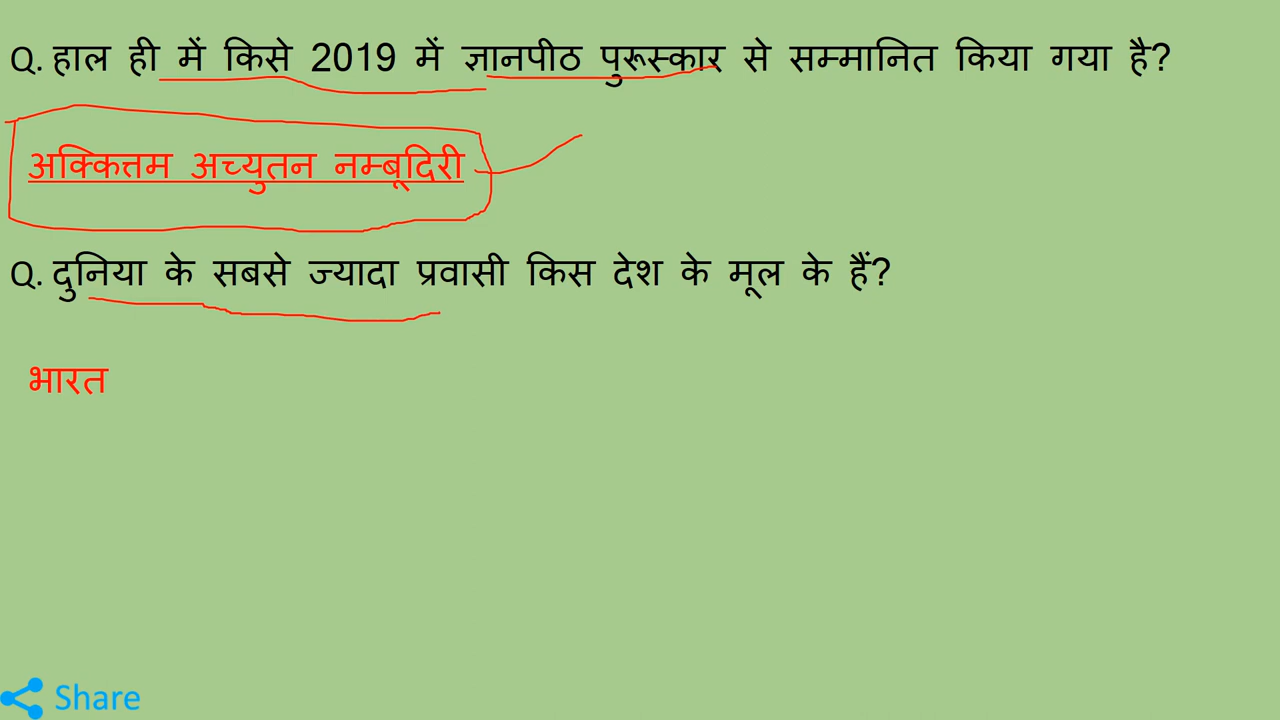 Q. हाल ही में किसे 2019 में ज्ञानपीठ पुरूस्कार से सम्मानित किया गया है?
अक्कित्तम अच्युतन नम्बूदिरी
Q. दुनिया के सबसे ज्यादा प्रवासी किस देश के मूल के हैं?
भारत
Share